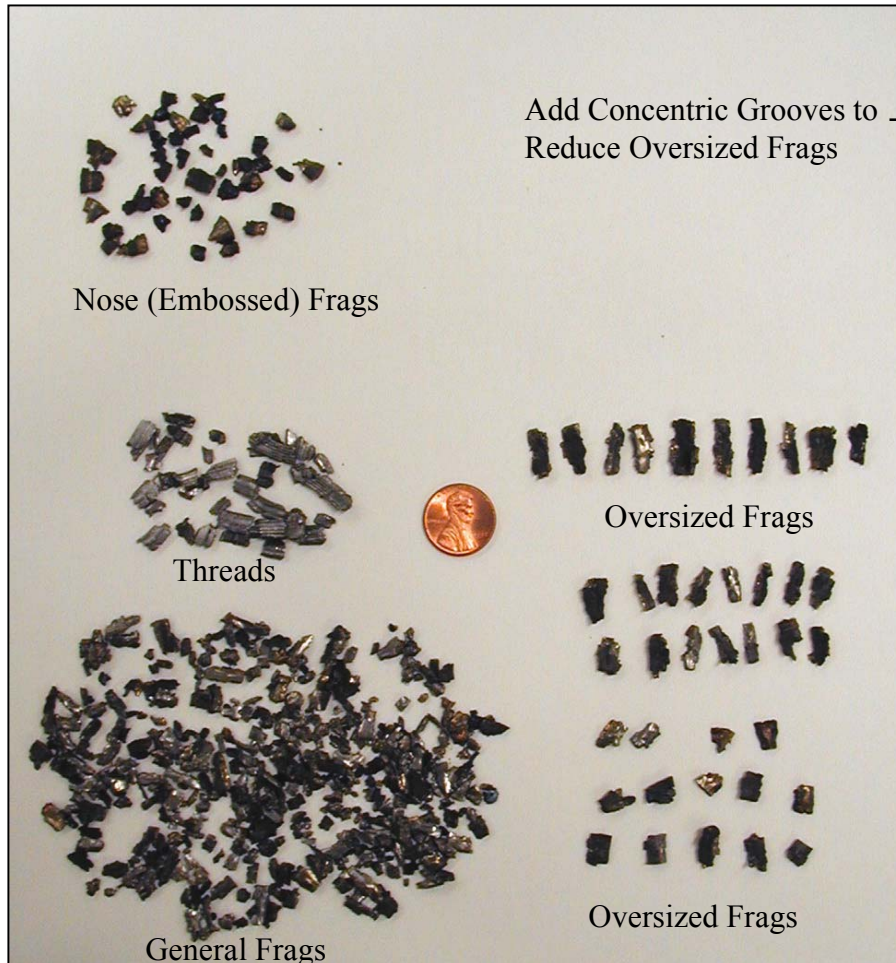 Add Concentric Grooves to
Reduce Oversized Frags
Nose (Embossed) Frags
Oversized Frags
Threads
Oversized Frags
General Frags